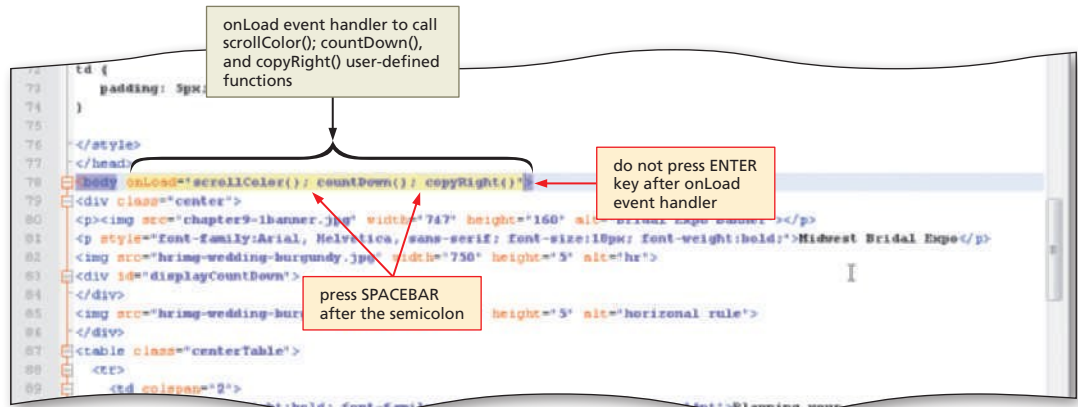 onLoad event handler to call
scrollColor(); countDown(),
and copyRight() user-defined
functions
72 td {
73 padding: 5px;
74 }
75
76 </style>
77 </head>
78 <body onLoad="scrollColor(); countDown(); copyRight()">
do not press ENTER
key after onLoad
event handler
79 <div class="center">
80 <p><img src="chapter9-1banner.jpg" width="747" height="160" alt="Bridal Expo Banner"></p>
81 <p style="font-family:Arial, Helvetica, sans-serif; font-size:18px; font-weight:bold;">Midwest Bridal Expo</p>
82 <img src="hrimg-wedding-burgundy.jpg" width="750" height="5" alt="hr">
83 <div id="displayCountDown">
84 </div>
press SPACEBAR
after the semicolon
85 <img src="hrimg-wedding-bur height="5" alt="horizonal rule">
86 </div>
87 <table class="centerTable">
88 <tr>
89 <td colspan="2">